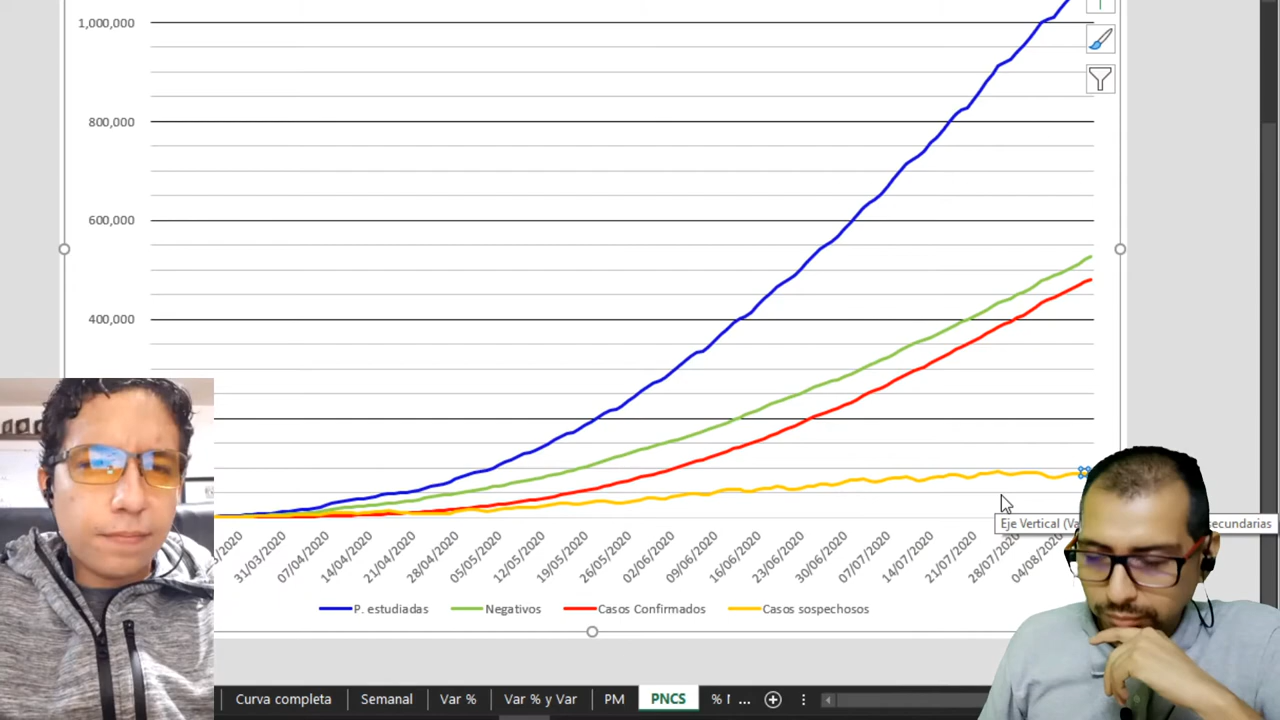 1,000,000
800,000
600,000
400,000
/2020 31/03/2020 07/04/2020 14/04/2020 21/04/2020 28/04/2020 05/05/2020 12/05/2020 19/05/2020 26/05/2020 02/06/2020 09/06/2020 16/06/2020 23/06/2020 30/06/2020 07/07/2020 14/07/2020 21/07/2020 28/07/2020 04/08/2020
Eje Vertical (Va secundarias
P. estudiadas Negativos Casos Confirmados Casos sospechosos
Curva completa Semanal Var % Var % y Var PM PNCS % ...